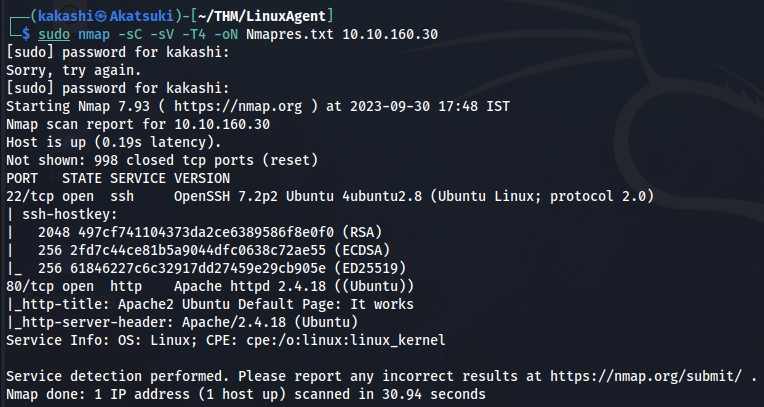 ┌──(kakashi㉿Akatsuki)-[~/THM/LinuxAgent]
└─$ sudo nmap -sC -sV -T4 -oN Nmapres.txt 10.10.160.30
[sudo] password for kakashi:
Sorry, try again.
[sudo] password for kakashi:
Starting Nmap 7.93 ( https://nmap.org ) at 2023-09-30 17:48 IST
Nmap scan report for 10.10.160.30
Host is up (0.19s latency).
Not shown: 998 closed tcp ports (reset)
PORT   STATE SERVICE VERSION
22/tcp open  ssh     OpenSSH 7.2p2 Ubuntu 4ubuntu2.8 (Ubuntu Linux; protocol 2.0)
| ssh-hostkey:
|   2048 497cf741104373da2ce6389586f8e0f0 (RSA)
|   256 2fd7c44ce81b5a9044dfc0638c72ae55 (ECDSA)
|_  256 61846227c6c32917dd27459e29cb905e (ED25519)
80/tcp open  http    Apache httpd 2.4.18 ((Ubuntu))
|_http-title: Apache2 Ubuntu Default Page: It works
|_http-server-header: Apache/2.4.18 (Ubuntu)
Service Info: OS: Linux; CPE: cpe:/o:linux:linux_kernel

Service detection performed. Please report any incorrect results at https://nmap.org/submit/ .
Nmap done: 1 IP address (1 host up) scanned in 30.94 seconds